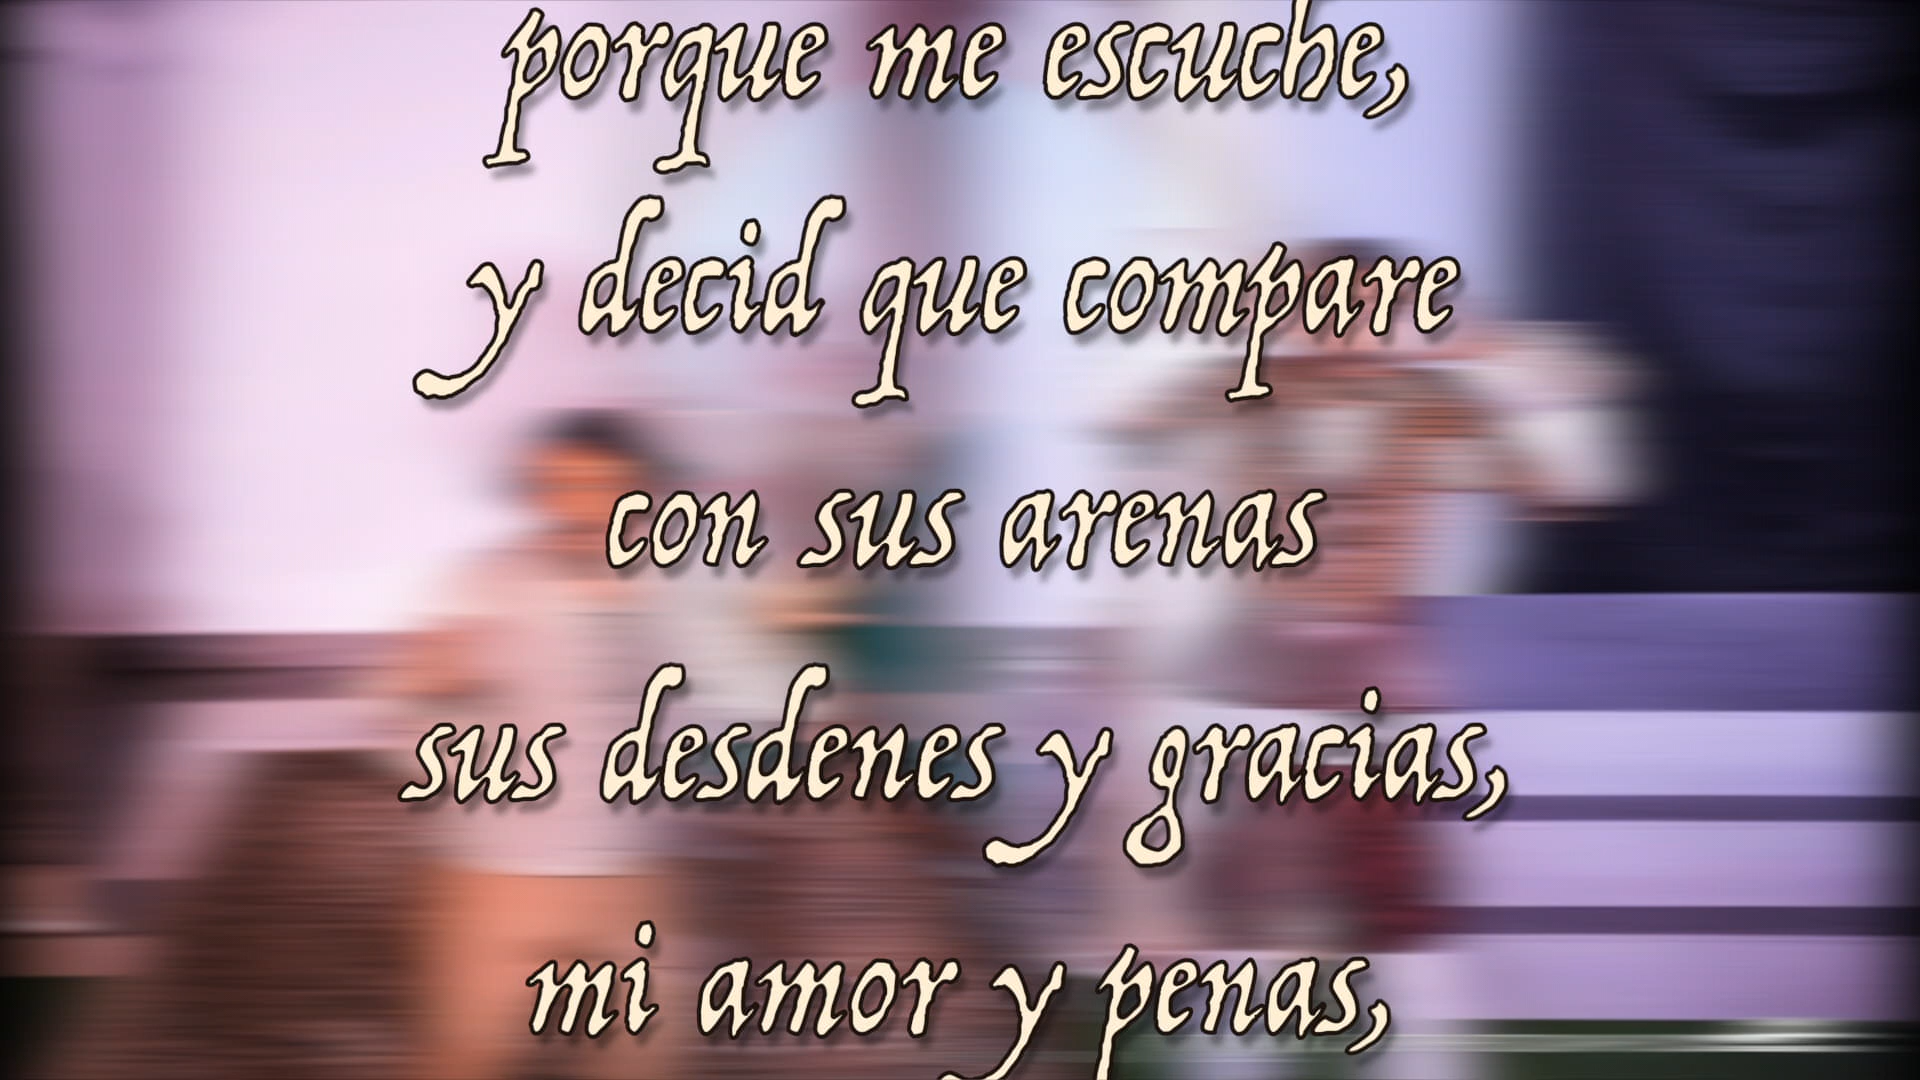 porque me escuche,
y decid que compare
con sus arenas
sus desdenes y gracias,
mi amor y penas,